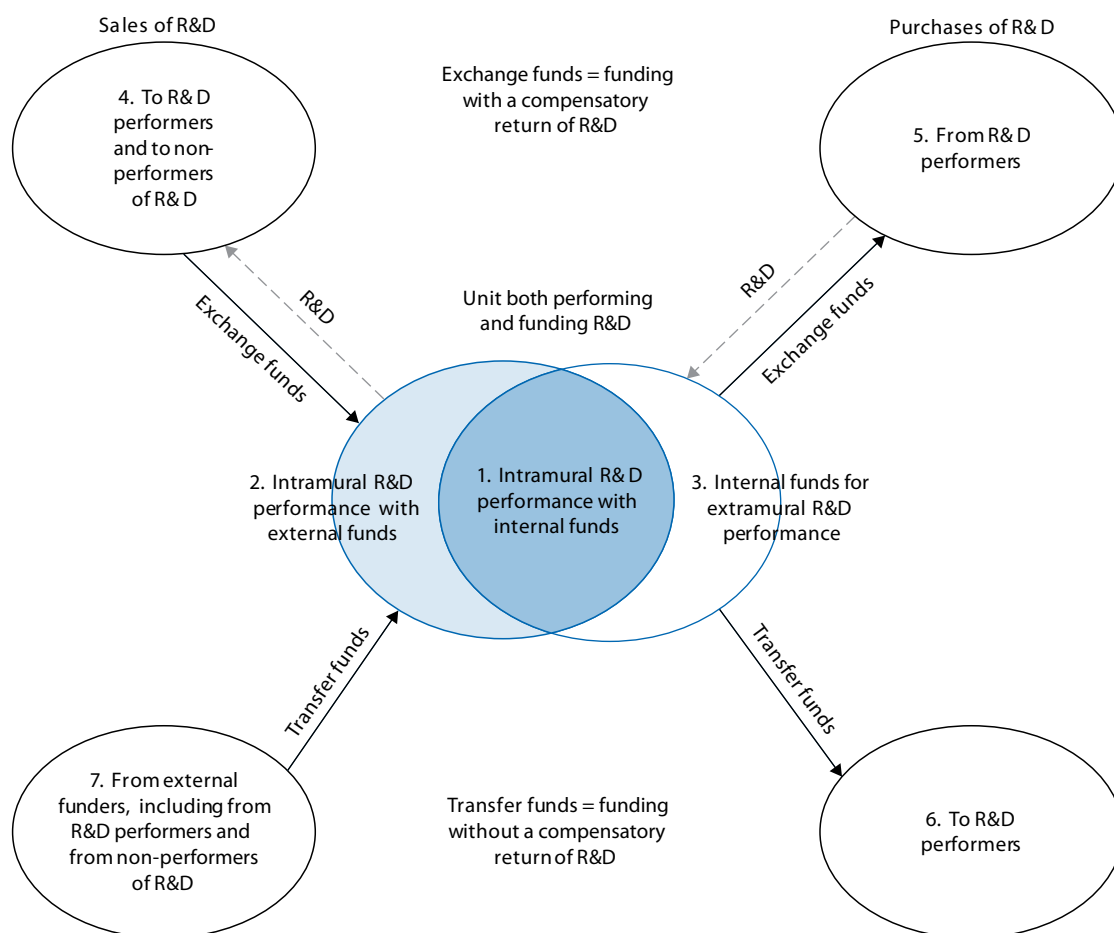 Sales of R&D
Purchases of R&D
4. To R&D
performers
and to non-
performers
of R&D
Exchange funds = funding
with a compensatory
return of R&D
5. From R&D
performers
R&D
Exchange funds
R&D
Exchange funds
Unit both performing
and funding R&D
2. Intramural R&D
performance with
external funds
1. Intramural R&D
performance with
internal funds
3. Internal funds for
extramural R&D
performance
Transfer funds
Transfer funds
7. From external
funders, including from
R&D performers and
from non-performers
of R&D
Transfer funds = funding
without a compensatory
return of R&D
6. To R&D
performers